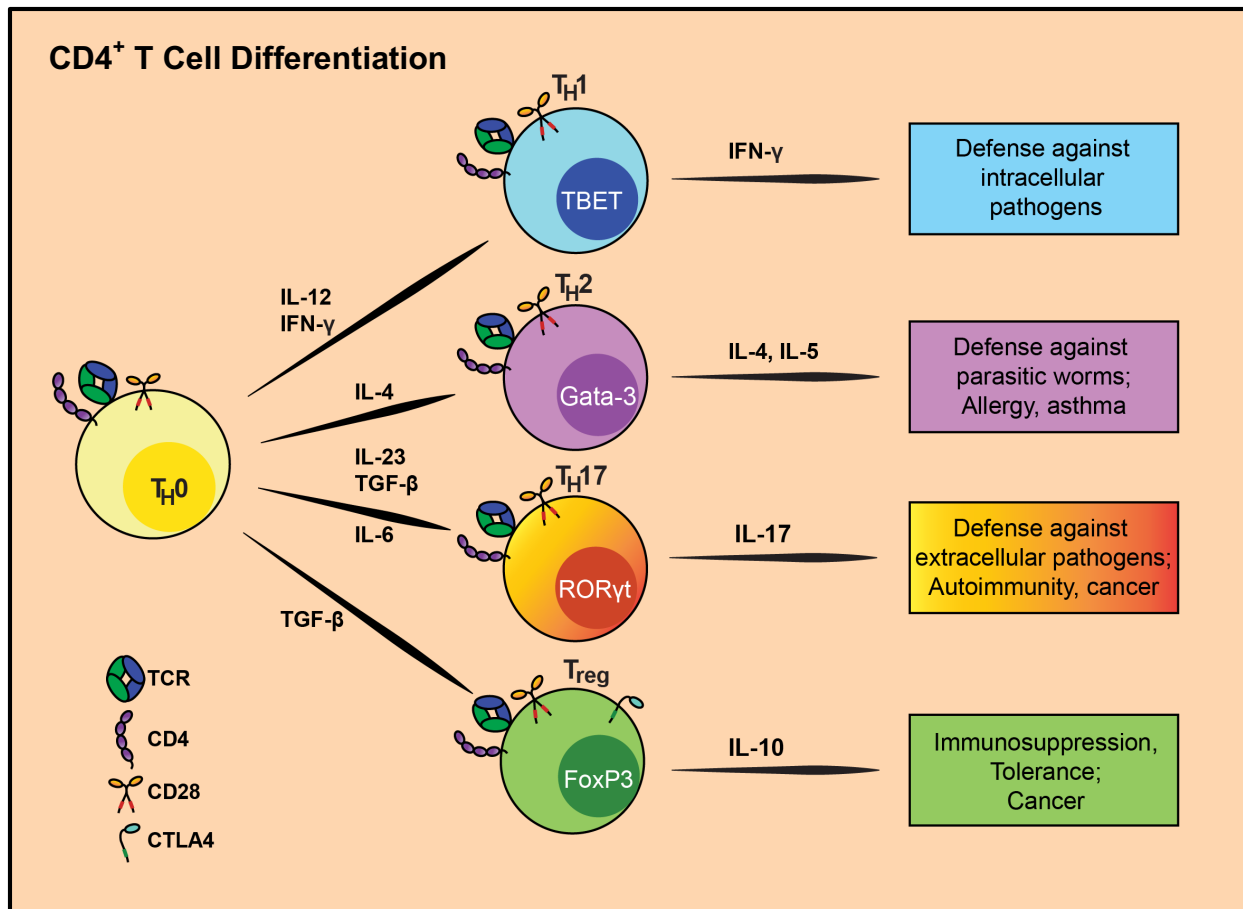 CD4⁺ T Cell Differentiation
TH1
TBET
IFN-γ
Defense against
intracellular
pathogens
IL-12
IFN-γ
TH2
Gata-3
IL-4, IL-5
Defense against
parasitic worms;
Allergy, asthma
IL-4
TH0
IL-23
TGF-β
IL-6
TH17
RORγt
IL-17
Defense against
extracellular pathogens;
Autoimmunity, cancer
TGF-β
Treg
FoxP3
IL-10
Immunosuppression,
Tolerance;
Cancer
TCR
CD4
CD28
CTLA4